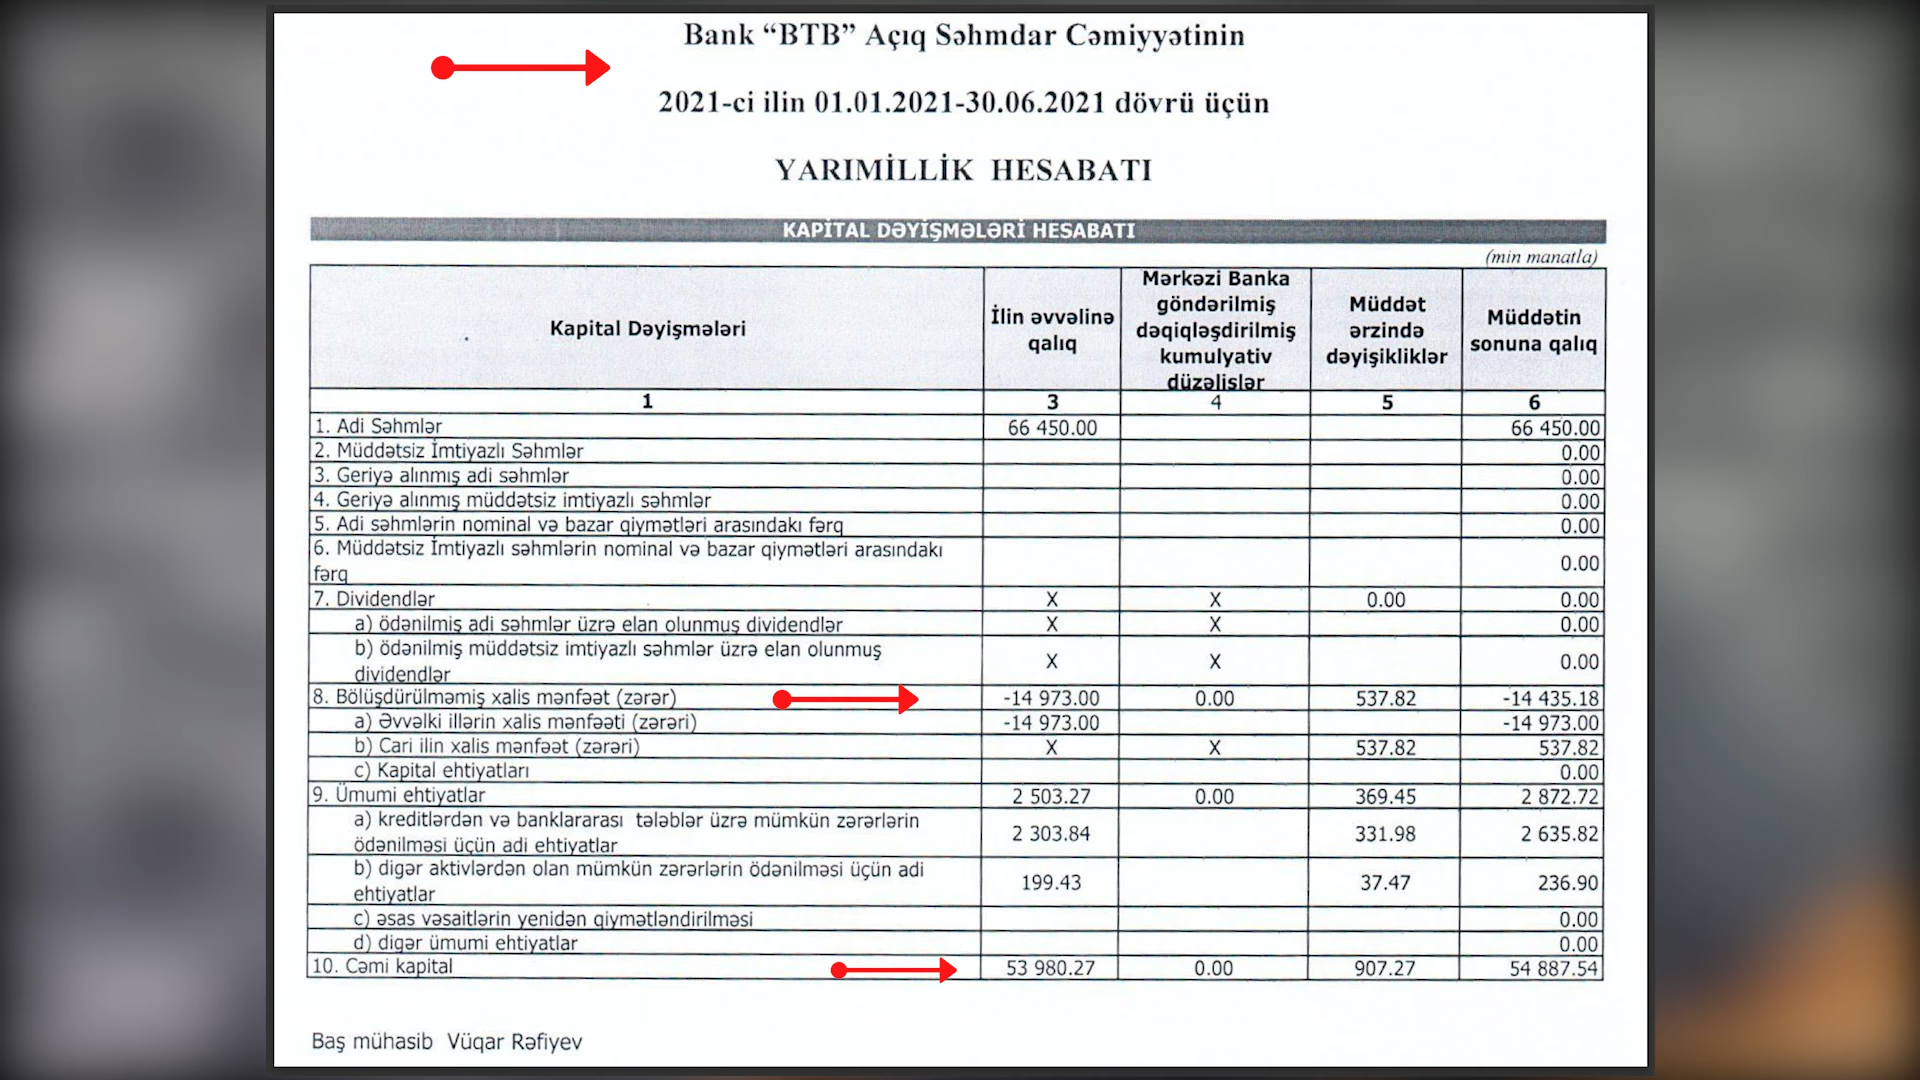 Bank “BTB” Açıq Səhmdar Cəmiyyətinin
2021-ci ilin 01.01.2021-30.06.2021 dövrü üçün
YARIMİLLİK HESABATI
KAPİTAL DƏYİŞMƏLƏRİ HESABATI
(min manatla)
Kapital Dəyişmələri
İlin əvvəlinə
qalıq
Mərkəzi Banka
göndərilmiş
dəqiqləşdirilmiş
kumulyativ
düzəlişlər
Müddət
ərzində
dəyişikliklər
Müddətin
sonuna qalıq
1 3 4 5 6
1. Adi Səhmlər 66 450.00 66 450.00
2. Müddətsiz İmtiyazlı Səhmlər 0.00
3. Geriyə alınmış adi səhmlər 0.00
4. Geriyə alınmış müddətsiz imtiyazlı səhmlər 0.00
5. Adi səhmlərin nominal və bazar qiymətləri arasındakı fərq 0.00
6. Müddətsiz İmtiyazlı səhmlərin nominal və bazar qiymətləri arasındakı
fərq 0.00
7. Dividendlər X X 0.00 0.00
a) ödənilmiş adi səhmlər üzrə elan olunmuş dividendlər X X 0.00
b) ödənilmiş müddətsiz imtiyazlı səhmlər üzrə elan olunmuş
dividendlər X X 0.00
8. Bölüşdürülməmiş xalis mənfəət (zərər) -14 973.00 0.00 537.82 -14 435.18
a) Əvvəlki illərin xalis mənfəəti (zərəri) -14 973.00 -14 973.00
b) Cari ilin xalis mənfəət (zərəri) X X 537.82 537.82
c) Kapital ehtiyatları 0.00
9. Ümumi ehtiyatlar 2 503.27 0.00 369.45 2 872.72
a) kreditlərdən və banklararası tələblər üzrə mümkün zərərlərin
ödənilməsi üçün adi ehtiyatlar 2 303.84 331.98 2 635.82
b) digər aktivlərdən olan mümkün zərərlərin ödənilməsi üçün adi
ehtiyatlar 199.43 37.47 236.90
c) əsas vəsaitlərin yenidən qiymətləndirilməsi 0.00
d) digər ümumi ehtiyatlar 0.00
10. Cəmi kapital 53 980.27 0.00 907.27 54 887.54
Baş mühasib Vüqar Rəfiyev